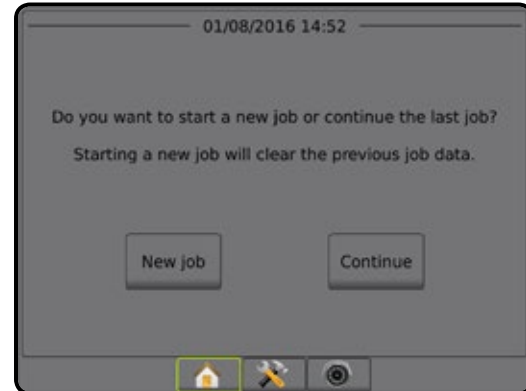 01/08/2016 14:52
Do you want to start a new job or continue the last job?
Starting a new job will clear the previous job data.
New job
Continue